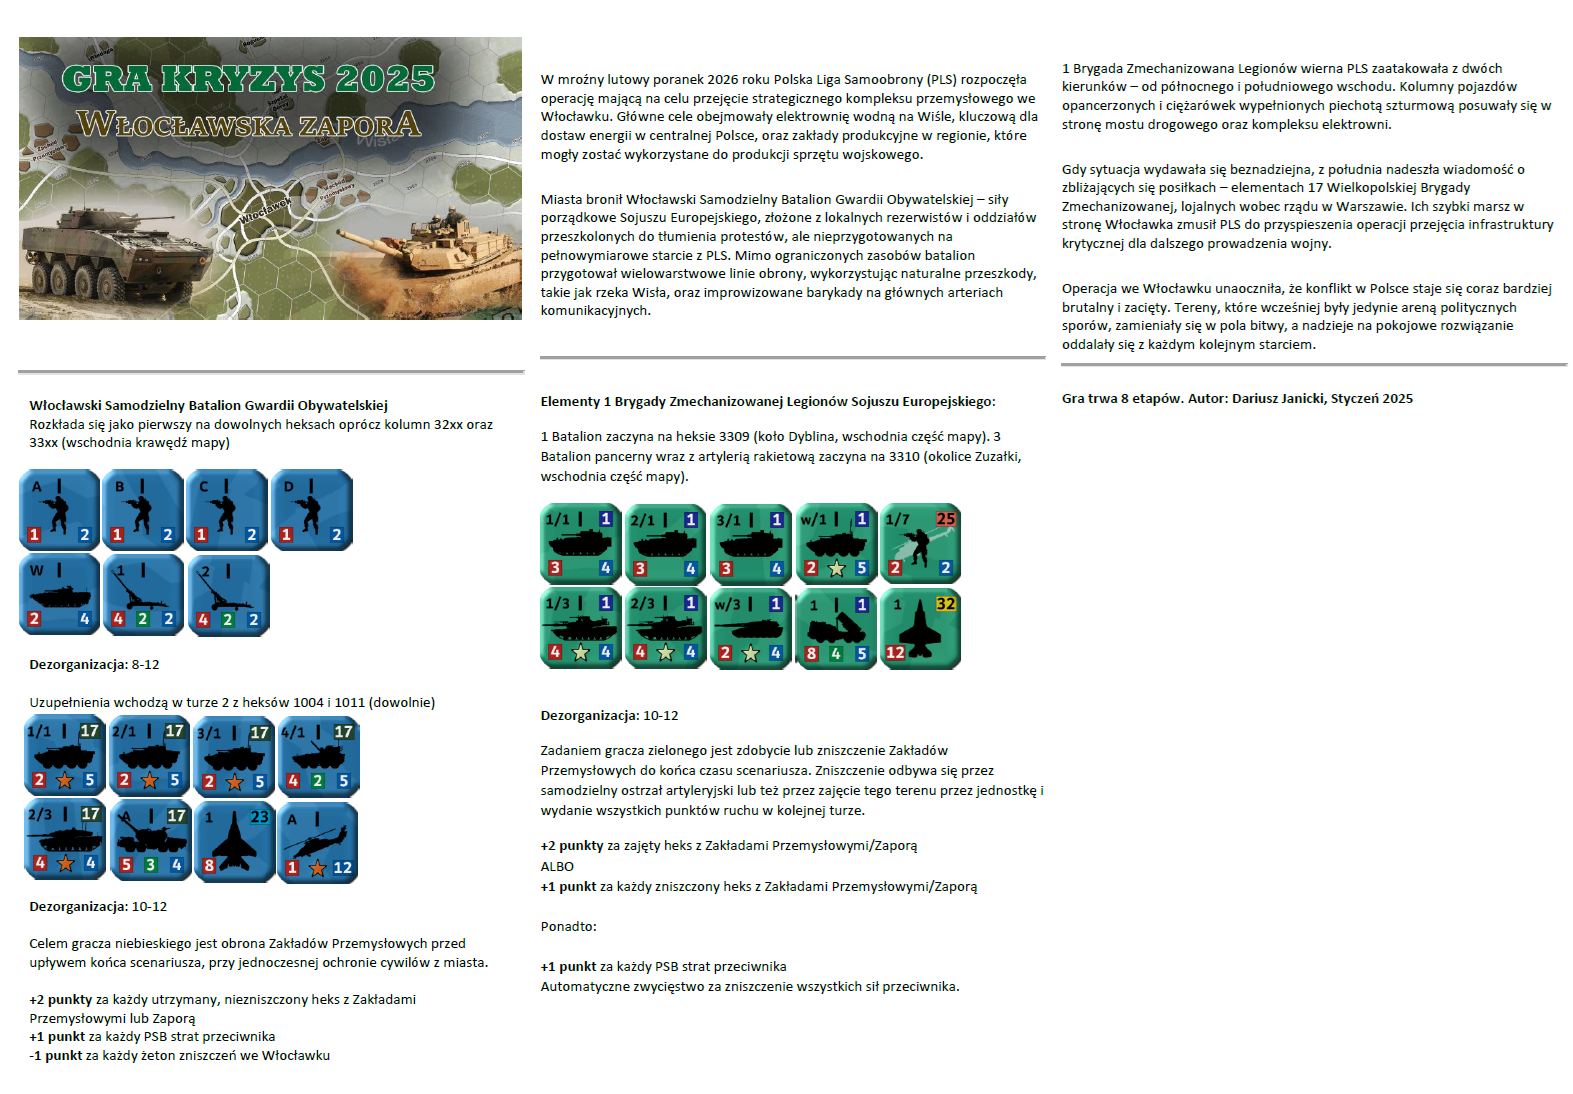 GRA KRYZYS 2025
WŁOCŁAWSKA ZAPORA
Wisła
Włocławek
W mroźny lutowy poranek 2026 roku Polska Liga Samoobrony (PLS) rozpoczęła
operację mającą na celu przejęcie strategicznego kompleksu przemysłowego we
Włocławku. Główne cele obejmowały elektrownię wodną na Wiśle, kluczową dla
dostaw energii w centralnej Polsce, oraz zakłady produkcyjne w regionie, które
mogły zostać wykorzystane do produkcji sprzętu wojskowego.
Miasta bronił Włocławski Samodzielny Batalion Gwardii Obywatelskiej – siły
porządkowe Sojuszu Europejskiego, złożone z lokalnych rezerwistów i oddziałów
przeszkolonych do tłumienia protestów, ale nieprzygotowanych na
pełnowymiarowe starcie z PLS. Mimo ograniczonych zasobów batalion
przygotował wielowarstwowe linie obrony, wykorzystując naturalne przeszkody,
takie jak rzeka Wisła, oraz improwizowane barykady na głównych arteriach
komunikacyjnych.
1 Brygada Zmechanizowana Legionów wierna PLS zaatakowała z dwóch
kierunków – od północnego i południowego wschodu. Kolumny pojazdów
opancerzonych i ciężarówek wypełnionych piechotą szturmową posuwały się w
stronę mostu drogowego oraz kompleksu elektrowni.
Gdy sytuacja wydawała się beznadziejna, z południa nadeszła wiadomość o
zbliżających się posiłkach – elementach 17 Wielkopolskiej Brygady
Zmechanizowanej, lojalnych wobec rządu w Warszawie. Ich szybki marsz w
stronę Włocławka zmusił PLS do przyspieszenia operacji przejęcia infrastruktury
krytycznej dla dalszego prowadzenia wojny.
Operacja we Włocławku unaoczniła, że konflikt w Polsce staje się coraz bardziej
brutalny i zacięty. Tereny, które wcześniej były jedynie areną politycznych
sporów, zamieniały się w pola bitwy, a nadzieje na pokojowe rozwiązanie
oddalały się z każdym kolejnym starciem.
Włocławski Samodzielny Batalion Gwardii Obywatelskiej
Rozkłada się jako pierwszy na dowolnych heksach oprócz kolumn 32xx oraz
33xx (wschodnia krawędź mapy)
A B C D
1 2 1 2 1 2 1 2
W 1 2
2 4 4 2 2 4 2 2
Dezorganizacja: 8-12
Uzupełnienia wchodzą w turze 2 z heksów 1004 i 1011 (dowolnie)
1/1 17 2/1 17 3/1 17 4/1 17
2 5 2 5 2 5 4 2 5
2/3 17 A 17 1 23 A
4 4 5 3 4 8 1 12
Dezorganizacja: 10-12
Celem gracza niebieskiego jest obrona Zakładów Przemysłowych przed
upływem końca scenariusza, przy jednoczesnej ochronie cywilów z miasta.
+2 punkty za każdy utrzymany, niezniszczony heks z Zakładami
Przemysłowymi lub Zaporą
+1 punkt za każdy PSB strat przeciwnika
-1 punkt za każdy żeton zniszczeń we Włocławku
Elementy 1 Brygady Zmechanizowanej Legionów Sojuszu Europejskiego:
1 Batalion zaczyna na heksie 3309 (koło Dyblina, wschodnia część mapy). 3
Batalion pancerny wraz z artylerią rakietową zaczyna na 3310 (okolice Zuzałki,
wschodnia część mapy).
1/1 1 2/1 1 3/1 1 w/1 1 1/7 25
3 4 3 4 3 4 2 5 2 2
1/3 1 2/3 1 w/3 1 1 1 1 32
4 4 4 4 2 4 8 4 5 12
Dezorganizacja: 10-12
Zadaniem gracza zielonego jest zdobycie lub zniszczenie Zakładów
Przemysłowych do końca czasu scenariusza. Zniszczenie odbywa się przez
samodzielny ostrzał artyleryjski lub też przez zajęcie tego terenu przez jednostkę i
wydanie wszystkich punktów ruchu w kolejnej turze.
+2 punkty za zajęty heks z Zakładami Przemysłowymi/Zaporą
ALBO
+1 punkt za każdy zniszczony heks z Zakładami Przemysłowymi/Zaporą
Ponadto:
+1 punkt za każdy PSB strat przeciwnika
Automatyczne zwycięstwo za zniszczenie wszystkich sił przeciwnika.
Gra trwa 8 etapów. Autor: Dariusz Janicki, Styczeń 2025